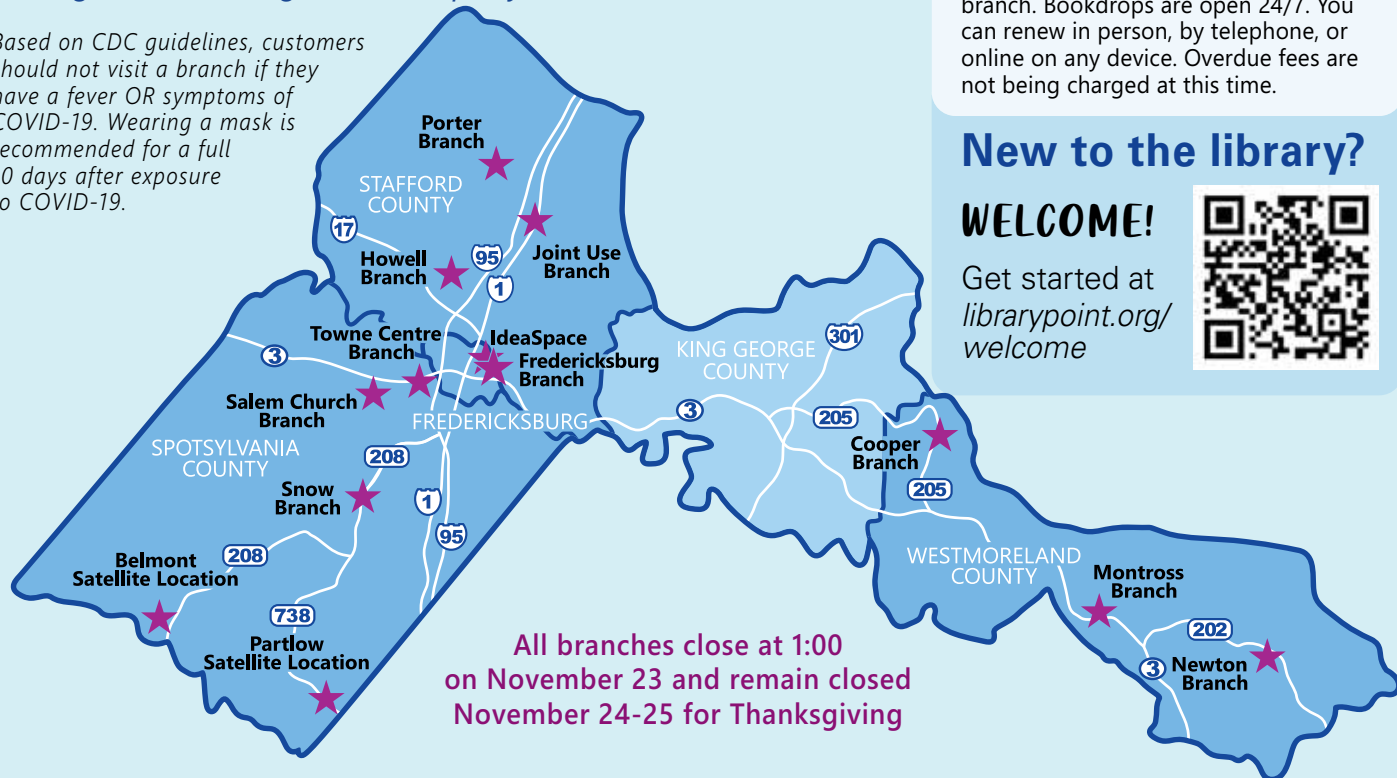 Based on CDC guidelines, customers
should not visit a branch if they
have a fever OR symptoms of
COVID-19. Wearing a mask is
recommended for a full
0 days after exposure
to COVID-19.
branch. Bookdrops are open 24/7. You
can renew in person, by telephone, or
online on any device. Overdue fees are
not being charged at this time.
New to the library?
WELCOME!
Get started at
librarypoint.org/
welcome
Porter
Branch
STAFFORD
COUNTY
17
Howell
Branch
95
1
Joint Use
Branch
Towne Centre
Branch
IdeaSpace
Fredericksburg
Branch
3
Salem Church
Branch
FREDERICKSBURG
SPOTSYLVANIA
COUNTY
208
Snow
Branch
1
95
Belmont
Satellite Location
208
738
Partlow
Satellite Location
KING GEORGE
COUNTY
301
3
205
Cooper
Branch
205
WESTMORELAND
COUNTY
Montross
Branch
202
3
Newton
Branch
All branches close at 1:00
on November 23 and remain closed
November 24-25 for Thanksgiving